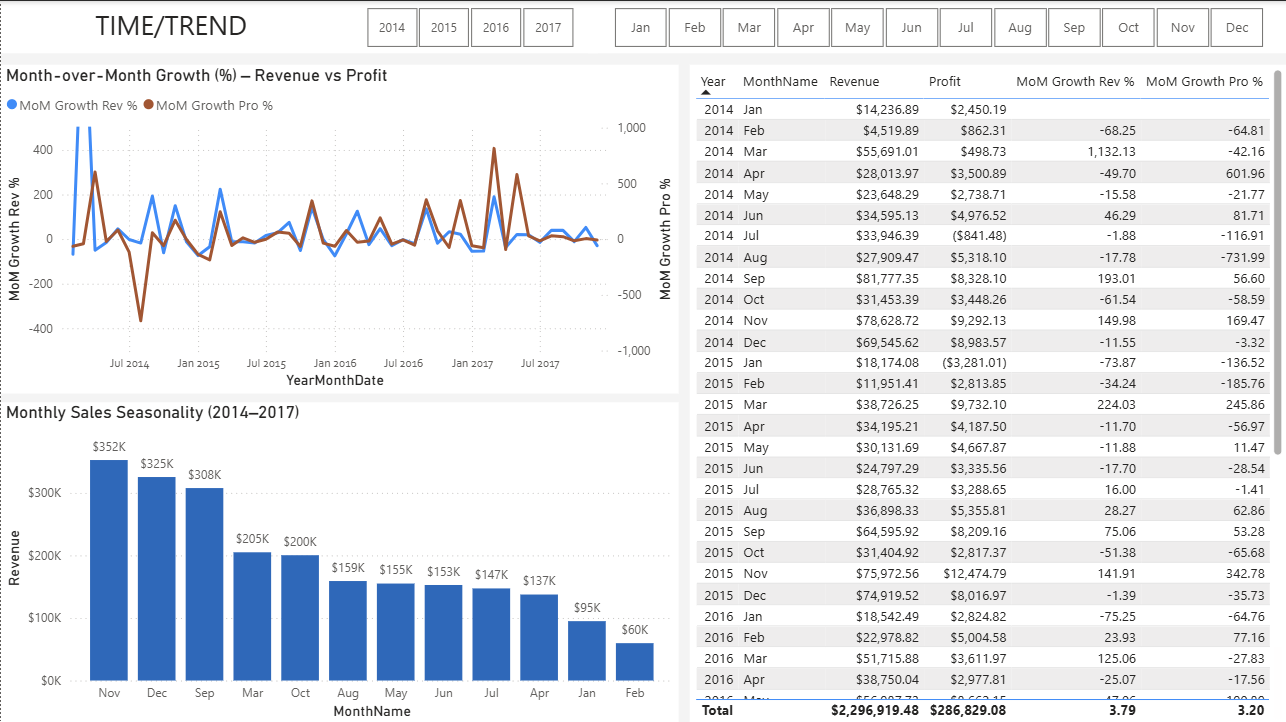 TIME/TREND
2014 2015 2016 2017
Jan Feb Mar Apr May Jun Jul Aug Sep Oct Nov Dec
Month-over-Month Growth (%) – Revenue vs Profit
MoM Growth Rev % MoM Growth Pro %
MoM Growth Rev %
400
200
0
-200
-400
1,000
500
0
-500
-1,000
MoM Growth Pro %
Jul 2014 Jan 2015 Jul 2015 Jan 2016 Jul 2016 Jan 2017 Jul 2017
YearMonthDate
Monthly Sales Seasonality (2014–2017)
Revenue
$300K
$200K
$100K
$0K
$352K $325K $308K $205K $200K $159K $155K $153K $147K $137K $95K $60K
Nov Dec Sep Mar Oct Aug May Jun Jul Apr Jan Feb
MonthName
Year MonthName Revenue Profit MoM Growth Rev % MoM Growth Pro %
2014 Jan $14,236.89 $2,450.19
2014 Feb $4,519.89 $862.31 -68.25 -64.81
2014 Mar $55,691.01 $498.73 1,132.13 -42.16
2014 Apr $28,013.97 $3,500.89 -49.70 601.96
2014 May $23,648.29 $2,738.71 -15.58 -21.77
2014 Jun $34,595.13 $4,976.52 46.29 81.71
2014 Jul $33,946.39 ($841.48) -1.88 -116.91
2014 Aug $27,909.47 $5,318.10 -17.78 -731.99
2014 Sep $81,777.35 $8,328.10 193.01 56.60
2014 Oct $31,453.39 $3,448.26 -61.54 -58.59
2014 Nov $78,628.72 $9,292.13 149.98 169.47
2014 Dec $69,545.62 $8,983.57 -11.55 -3.32
2015 Jan $18,174.08 ($3,281.01) -73.87 -136.52
2015 Feb $11,951.41 $2,813.85 -34.24 -185.76
2015 Mar $38,726.25 $9,732.10 224.03 245.86
2015 Apr $34,195.21 $4,187.50 -11.70 -56.97
2015 May $30,131.69 $4,667.87 -11.88 11.47
2015 Jun $24,797.29 $3,335.56 -17.70 -28.54
2015 Jul $28,765.32 $3,288.65 16.00 -1.41
2015 Aug $36,898.33 $5,355.81 28.27 62.86
2015 Sep $64,595.92 $8,209.16 75.06 53.28
2015 Oct $31,404.92 $2,817.37 -51.38 -65.68
2015 Nov $75,972.56 $12,474.79 141.91 342.78
2015 Dec $74,919.52 $8,016.97 -1.39 -35.73
2016 Jan $18,542.49 $2,824.82 -75.25 -64.76
2016 Feb $22,978.82 $5,004.58 23.93 77.16
2016 Mar $51,715.88 $3,611.97 125.06 -27.83
2016 Apr $38,750.04 $2,977.81 -25.07 -17.56
Total $2,296,919.48 $286,829.08 3.79 3.20